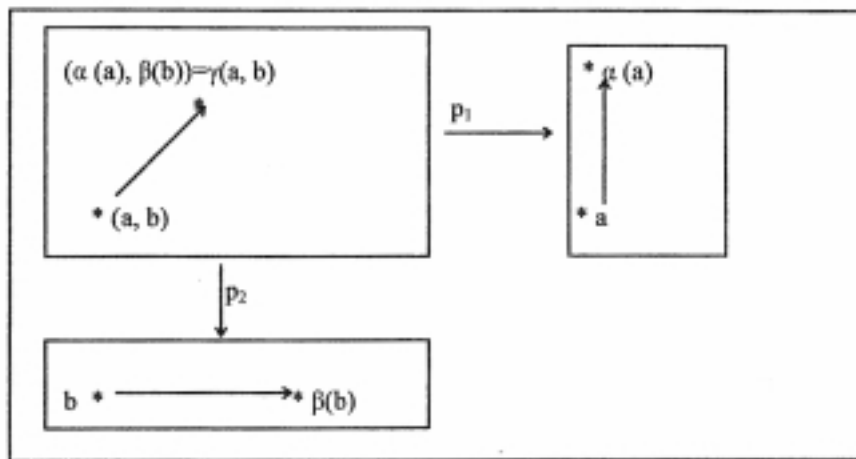 (α (a), β(b))=γ(a, b)
* α (a)
p₁
* (a, b)
* a
p₂
b * * β(b)